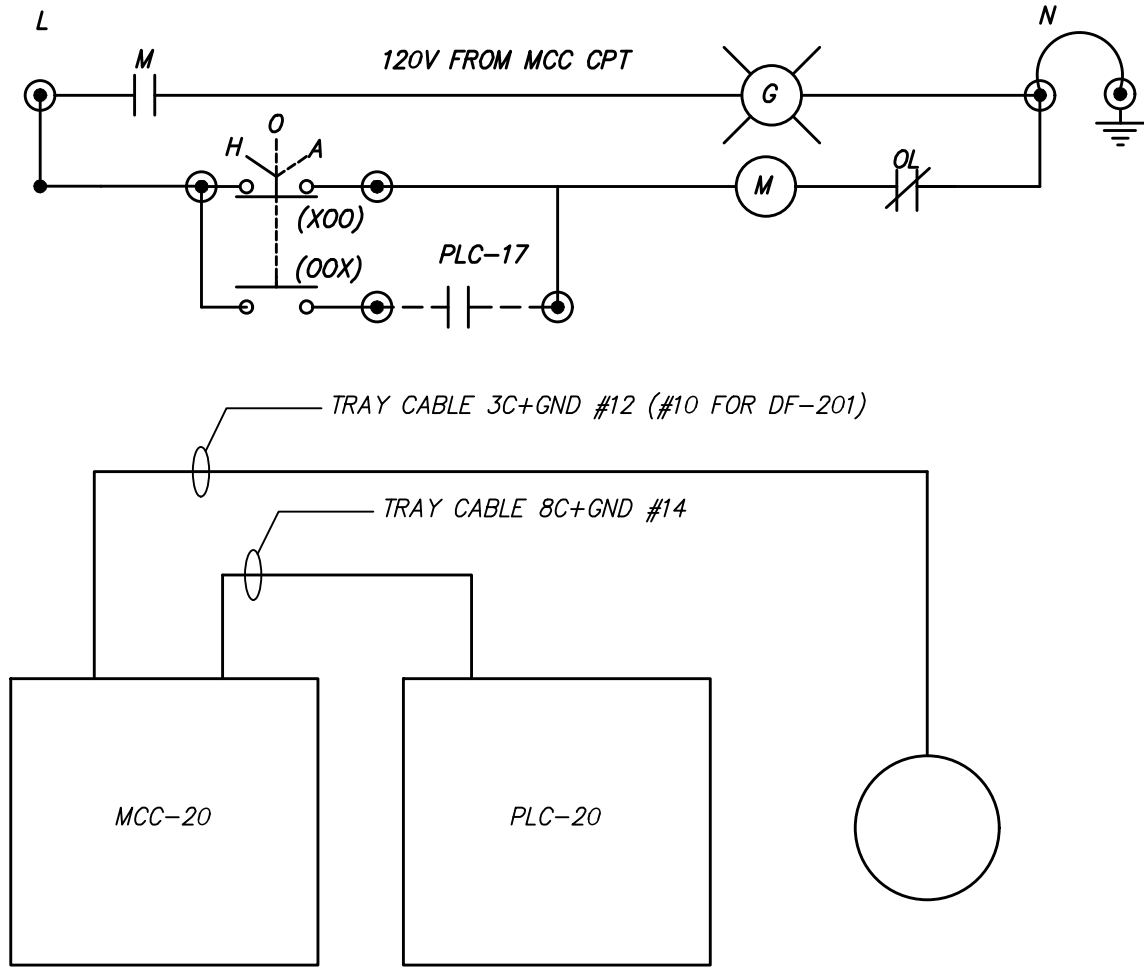 L
N
M
120V FROM MCC CPT
G
O
H
A
OL
M
(XOO)
(OOX)
PLC-17
TRAY CABLE 3C+GND #12 (#10 FOR DF-201)
TRAY CABLE 8C+GND #14
MCC-20
PLC-20